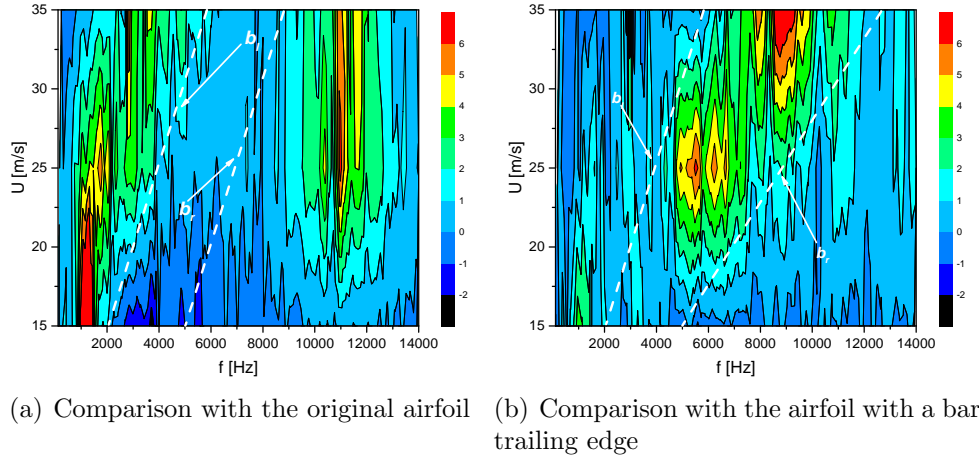 35
30
25
20
15
U [m/s]
2000 4000 6000 8000 10000 12000 14000
f [Hz]
b
b
6
5
4
3
2
1
0
-1
-2
35
30
25
20
15
U [m/s]
2000 4000 6000 8000 10000 12000 14000
f [Hz]
b
br
6
5
4
3
2
1
0
-1
-2
(a) Comparison with the original airfoil
(b) Comparison with the airfoil with a bar
trailing edge